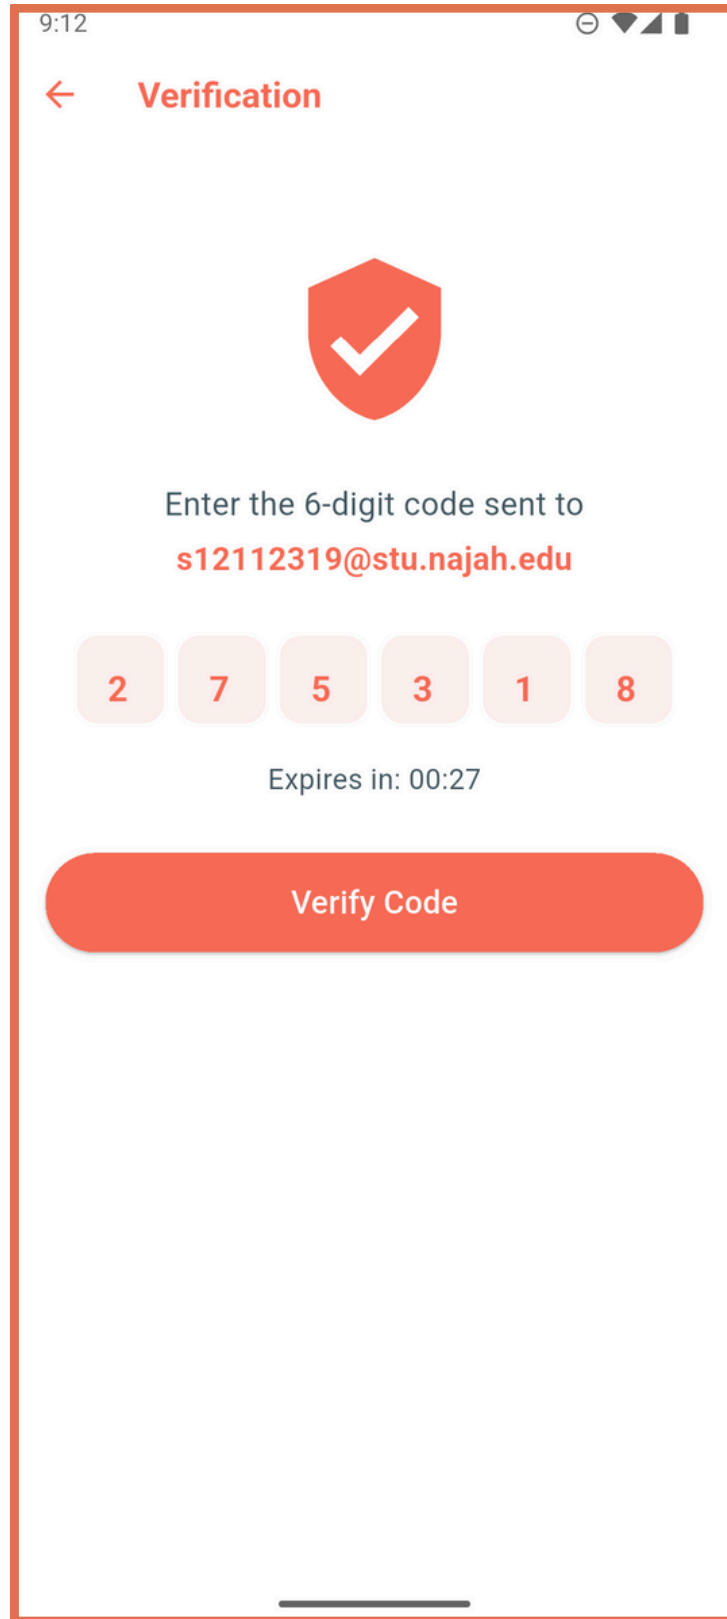 9:12
Verification
Enter the 6-digit code sent to
s12112319@stu.najah.edu
2 7 5 3 1 8
Expires in: 00:27
Verify Code